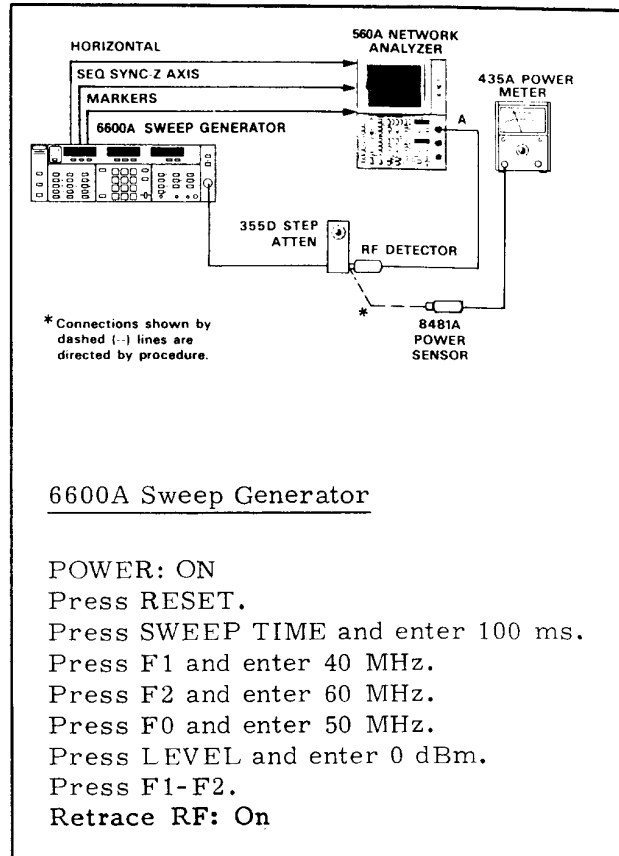 560A NETWORK
ANALYZER
HORIZONTAL
SEQ SYNC-Z AXIS
MARKERS
6600A SWEEP GENERATOR
435A POWER
METER
A
355D STEP
ATTEN
RF DETECTOR
*Connections shown by
dashed (--) lines are
directed by procedure.
*
8481A
POWER
SENSOR
6600A Sweep Generator
POWER: ON
Press RESET.
Press SWEEP TIME and enter 100 ms.
Press F1 and enter 40 MHz.
Press F2 and enter 60 MHz.
Press F0 and enter 50 MHz.
Press LEVEL and enter 0 dBm.
Press F1-F2.
Retrace RF: On